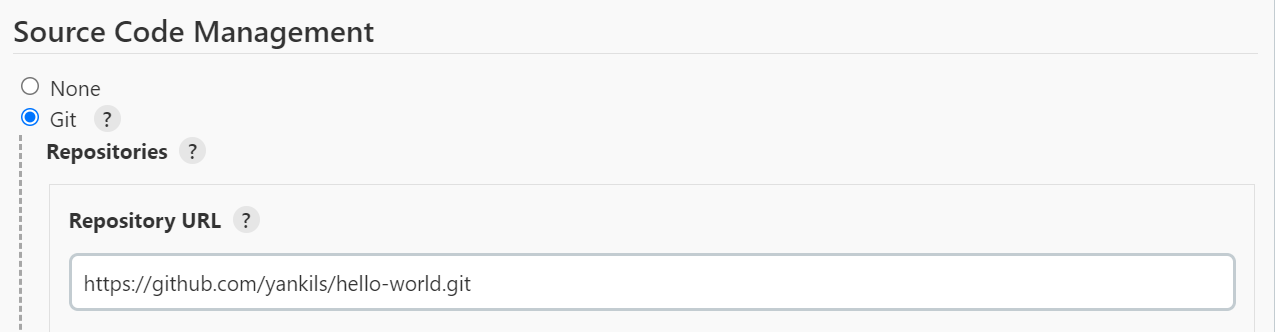 Source Code Management
None
Git ?
Repositories ?
Repository URL ?
https://github.com/yankils/hello-world.git